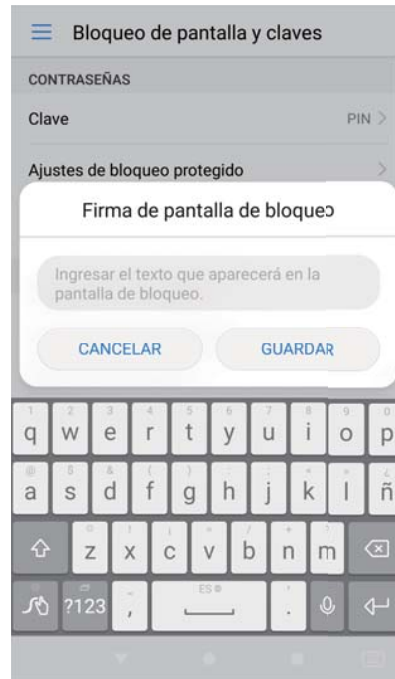 Bloqueo de pantalla y claves
CONTRASEÑAS
Clave PIN
Ajustes de bloqueo protegido
Firma de pantalla de bloqueo
Ingresar el texto que aparecerá en la
pantalla de bloqueo.
CANCELAR GUARDAR
1 2 3 4 5 6 7 8 9 0
q w e r t y u i o p
a s d f g h j k l ñ
z x c v b n m
?123 , ES .